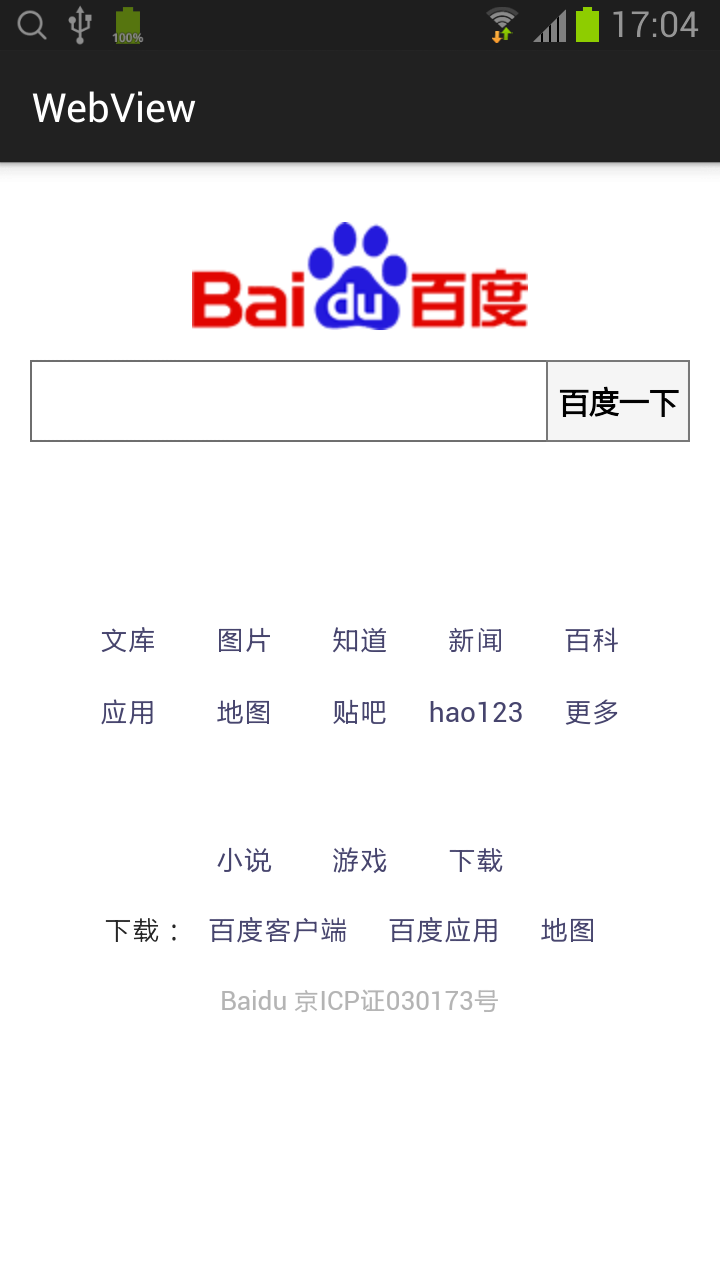 100% 17:04
WebView
Bai du 百度
百度一下
文库 图片 知道 新闻 百科
应用 地图 贴吧 hao123 更多
小说 游戏 下载
下载： 百度客户端 百度应用 地图
Baidu 京ICP证030173号